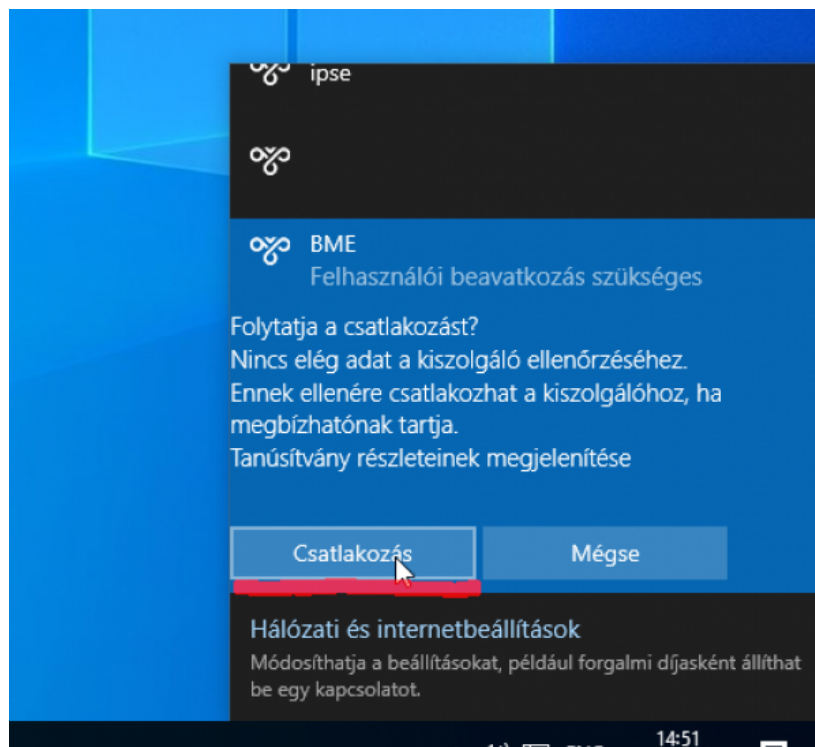 ipse
BME
Felhasználói beavatkozás szükséges
Folytatja a csatlakozást?
Nincs elég adat a kiszolgáló ellenőrzéséhez.
Ennek ellenére csatlakozhat a kiszolgálóhoz, ha
megbízhatónak tartja.
Tanúsítvány részleteinek megjelenítése
Csatlakozás Mégse
Hálózati és internetbeállítások
Módosíthatja a beállításokat, például forgalmi díjasként állíthat
be egy kapcsolatot.
14:51